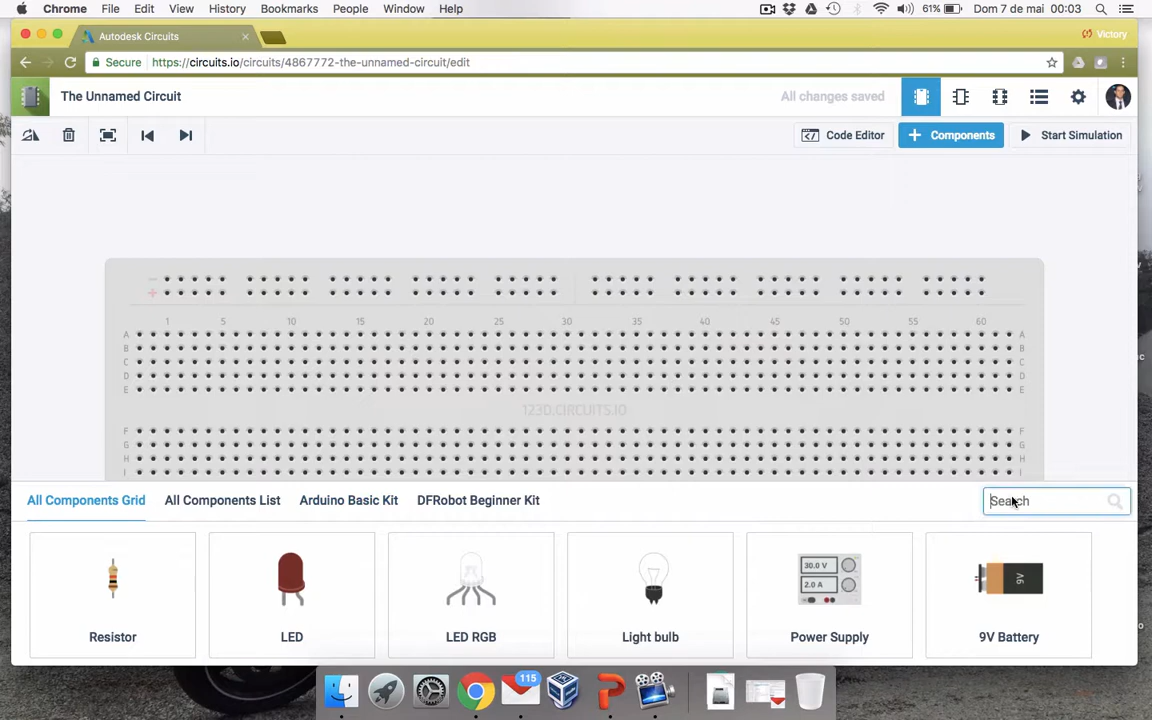 Chrome File Edit View History Bookmarks People Window Help 61% Dom 7 de mai 00:03
Autodesk Circuits Victory
Secure https://circuits.io/circuits/4867772-the-unnamed-circuit/edit
The Unnamed Circuit All changes saved
Code Editor + Components Start Simulation
1 5 10 15 20 25 30 35 40 45 50 55 60
A A
B B
C C
D D
E E
123D.CIRCUITS.IO
F F
G G
H H
I I
All Components Grid All Components List Arduino Basic Kit DFRobot Beginner Kit Search
30.0 V
2.0 A
9V
Resistor LED LED RGB Light bulb Power Supply 9V Battery
115